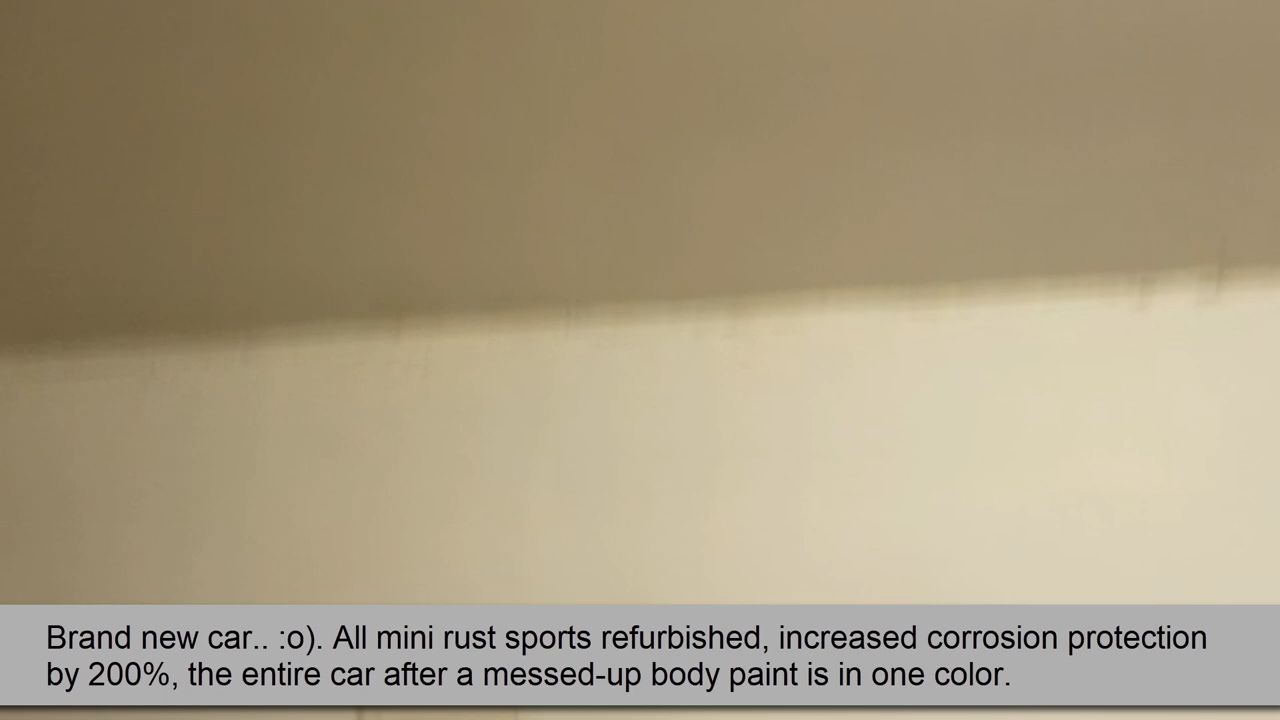 Brand new car.. :o). All mini rust sports refurbished, increased corrosion protection
by 200%, the entire car after a messed-up body paint is in one color.